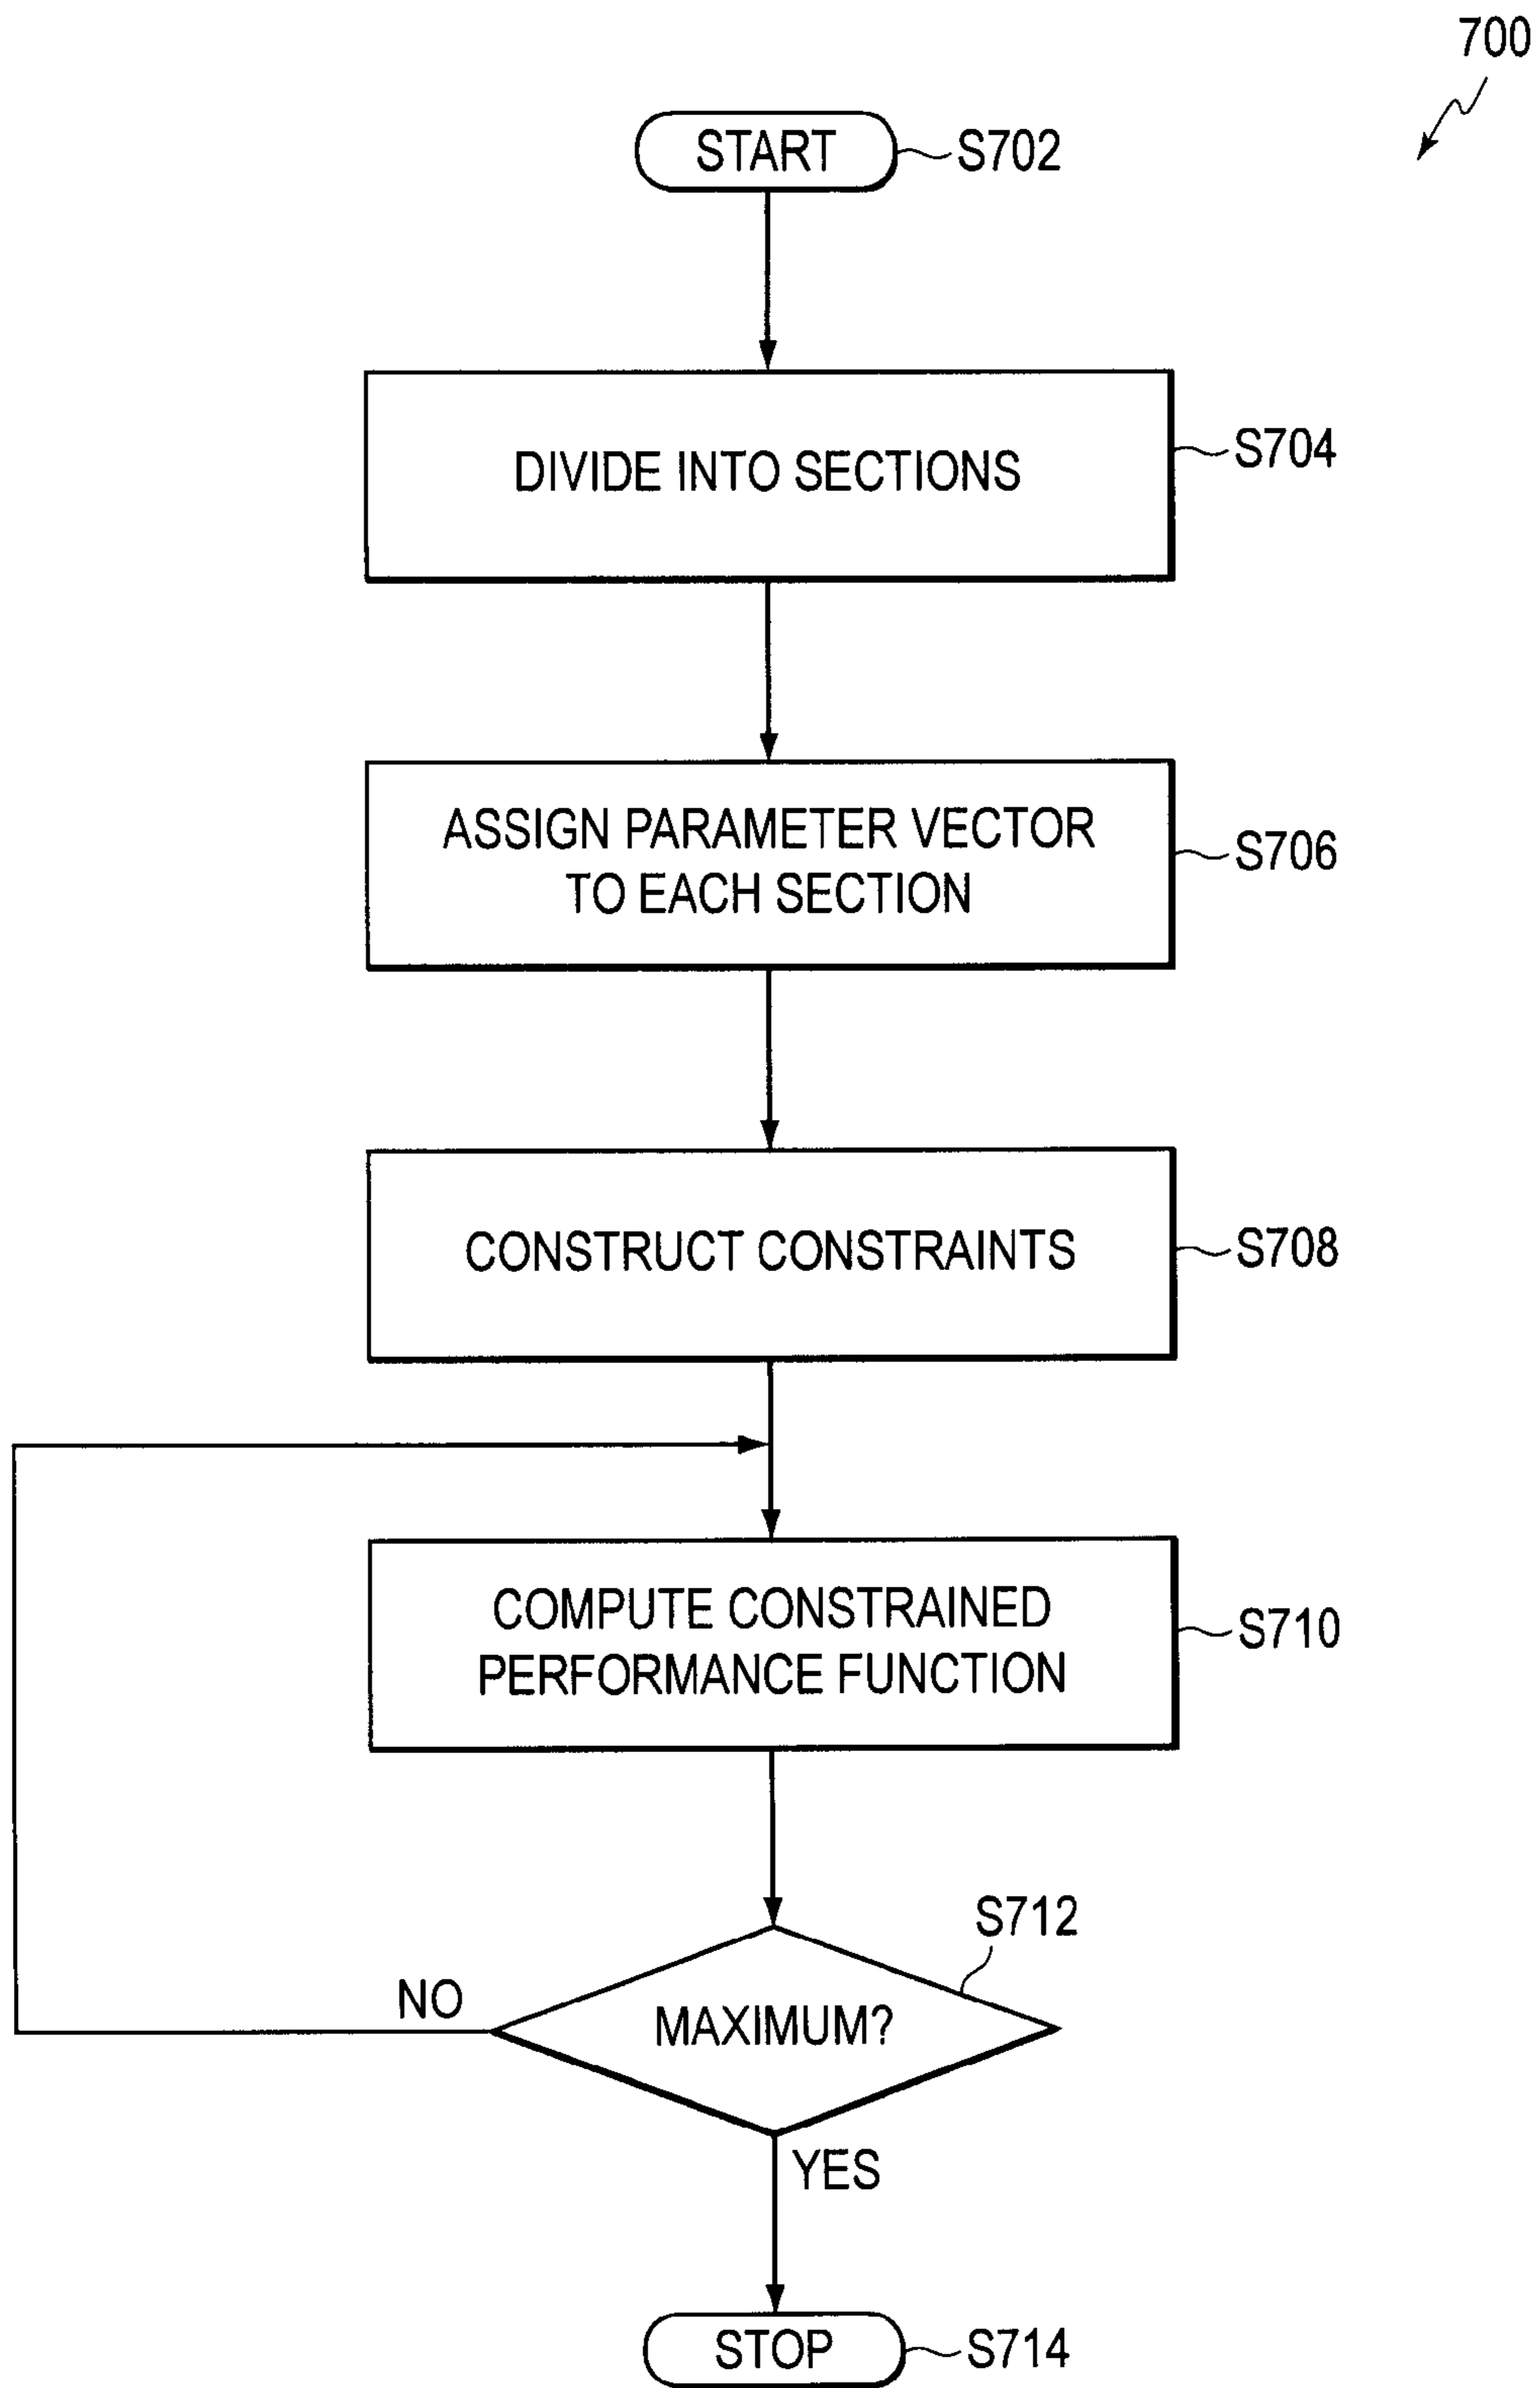 700
START
S702
DIVIDE INTO SECTIONS
S704
ASSIGN PARAMETER VECTOR
TO EACH SECTION
S706
CONSTRUCT CONSTRAINTS
S708
COMPUTE CONSTRAINED
PERFORMANCE FUNCTION
S710
S712
NO
MAXIMUM?
YES
STOP
S714